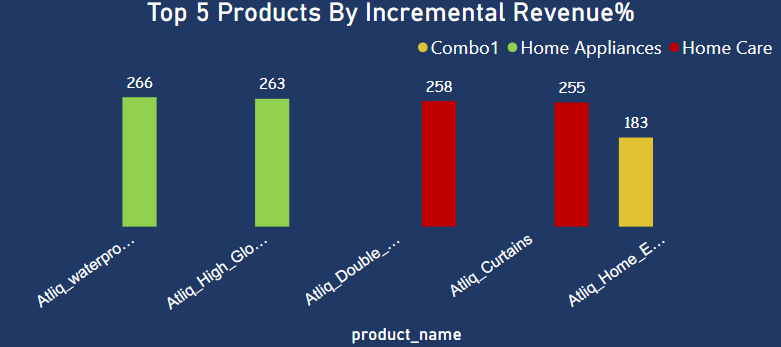 Top 5 Products By Incremental Revenue%
Combo1 Home Appliances Home Care
266 263 258 255 183
Atliq_waterpro... Atliq_High_Glo... Atliq_Double_... Atliq_Curtains Atliq_Home_E...
product_name